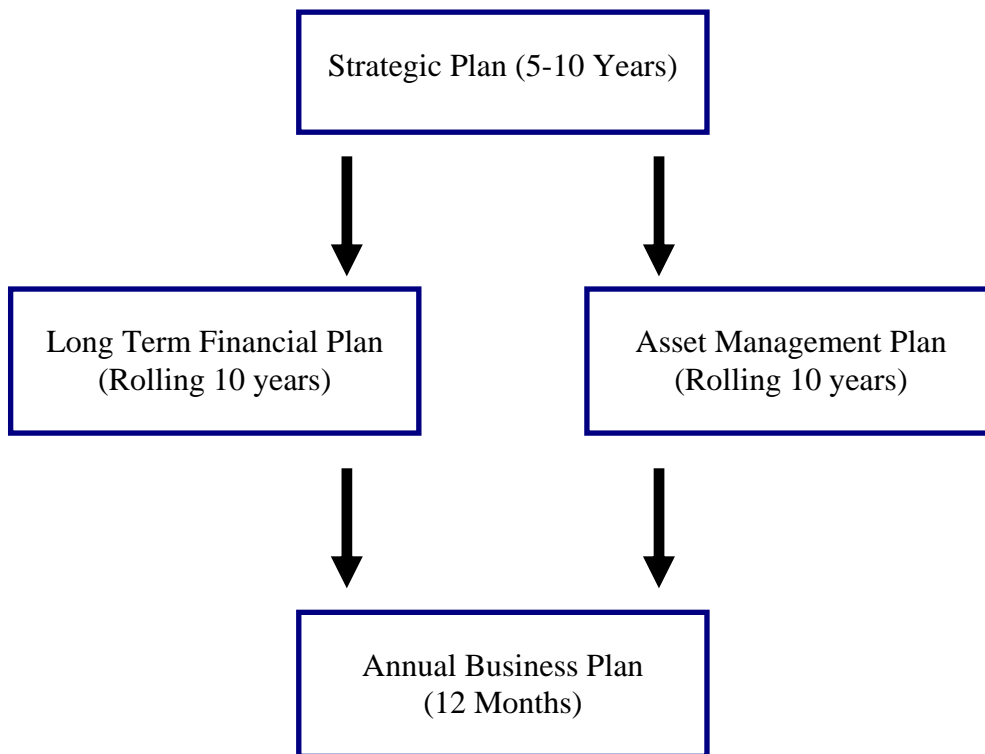 Strategic Plan (5-10 Years)
Long Term Financial Plan
(Rolling 10 years)
Asset Management Plan
(Rolling 10 years)
Annual Business Plan
(12 Months)